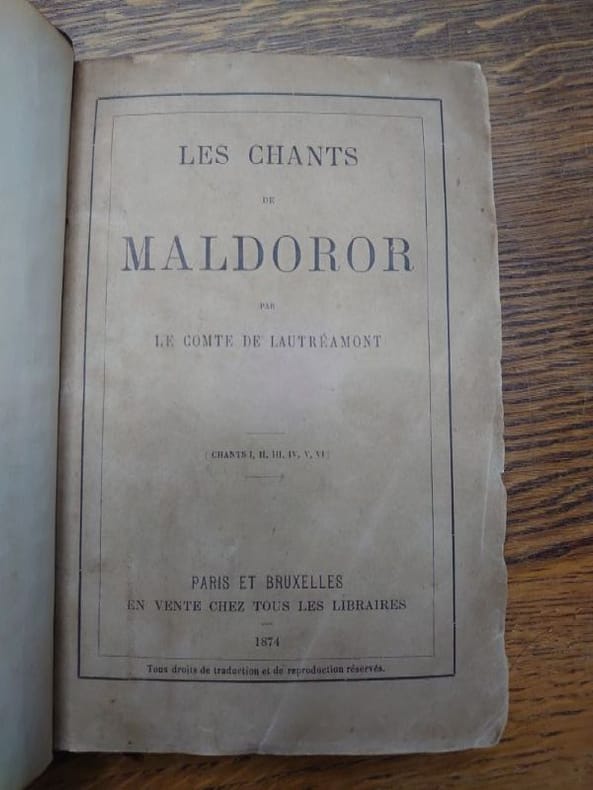 LES CHANTS
DE
MALDOROR
PAR
LE COMTE DE LAUTRÉAMONT
( CHANTS I, II, III, IV, V, VI )
PARIS ET BRUXELLES
EN VENTE CHEZ TOUS LES LIBRAIRES
1874
Tous droits de traduction et de reproduction réservés.